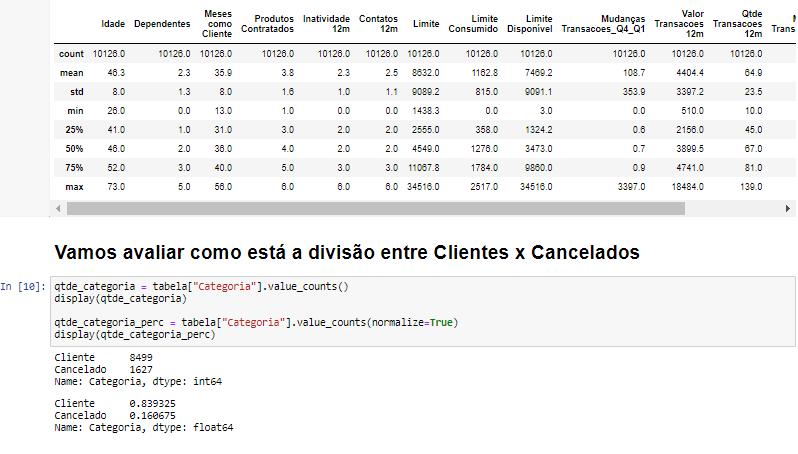 Idade Dependentes Meses como Cliente Produtos Contratados Inatividade 12m Contatos 12m Limite Limite Consumido Limite Disponível Mudanças Transacoes_Q4_Q1 Valor Transacoes 12m Qtde Transacoes 12m
count 10126.0 10126.0 10126.0 10126.0 10126.0 10126.0 10126.0 10126.0 10126.0 10126.0 10126.0 10126.0
mean 46.3 2.3 35.9 3.8 2.3 2.5 8632.0 1162.8 7469.2 108.7 4404.4 64.9
std 8.0 1.3 8.0 1.6 1.0 1.1 9089.2 815.0 9091.1 353.9 3397.2 23.5
min 26.0 0.0 13.0 1.0 0.0 0.0 1438.3 0.0 3.0 0.0 510.0 10.0
25% 41.0 1.0 31.0 3.0 2.0 2.0 2555.0 358.0 1324.2 0.6 2156.0 45.0
50% 46.0 2.0 36.0 4.0 2.0 2.0 4549.0 1276.0 3473.0 0.7 3899.5 67.0
75% 52.0 3.0 40.0 5.0 3.0 3.0 11067.8 1784.0 9860.0 0.9 4741.0 81.0
max 73.0 5.0 56.0 6.0 6.0 6.0 34516.0 2517.0 34516.0 3397.0 18484.0 139.0
Vamos avaliar como está a divisão entre Clientes x Cancelados
In [10]: qtde_categoria = tabela["Categoria"].value_counts()
display(qtde_categoria)
qtde_categoria_perc = tabela["Categoria"].value_counts(normalize=True)
display(qtde_categoria_perc)
Cliente 8499
Cancelado 1627
Name: Categoria, dtype: int64
Cliente 0.839325
Cancelado 0.160675
Name: Categoria, dtype: float64